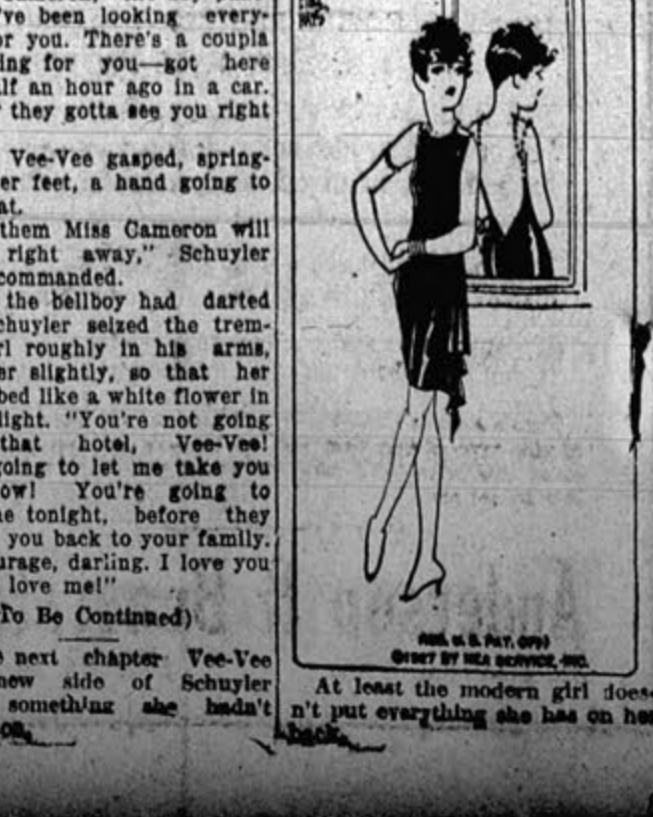 've been looking every-
or you. There's a coupla
ing for you—got here
alf an hour ago in a car.
they gotta see you right
Vee-Vee gasped, spring-
er feet, a hand going to
at.
them Miss Cameron will
right away," Schuyler
commanded.
the bellboy had darted
chuyler seized the trem-
rl roughly in his arms,
er slightly, so that her
bed like a white flower in
light. "You're not going
that hotel, Vee-Vee!
going to let me take you
ow! You're going to
e tonight, before they
you back to your family.
urage, darling. I love you
love me!"
To Be Continued)
next chapter Vee-Vee
new side of Schuyler
something she hadn't
on.
REG. U. S. PAT. OFF.
©1927 BY NEA SERVICE, INC.
At least the modern girl does-
n't put everything she has on her
back.